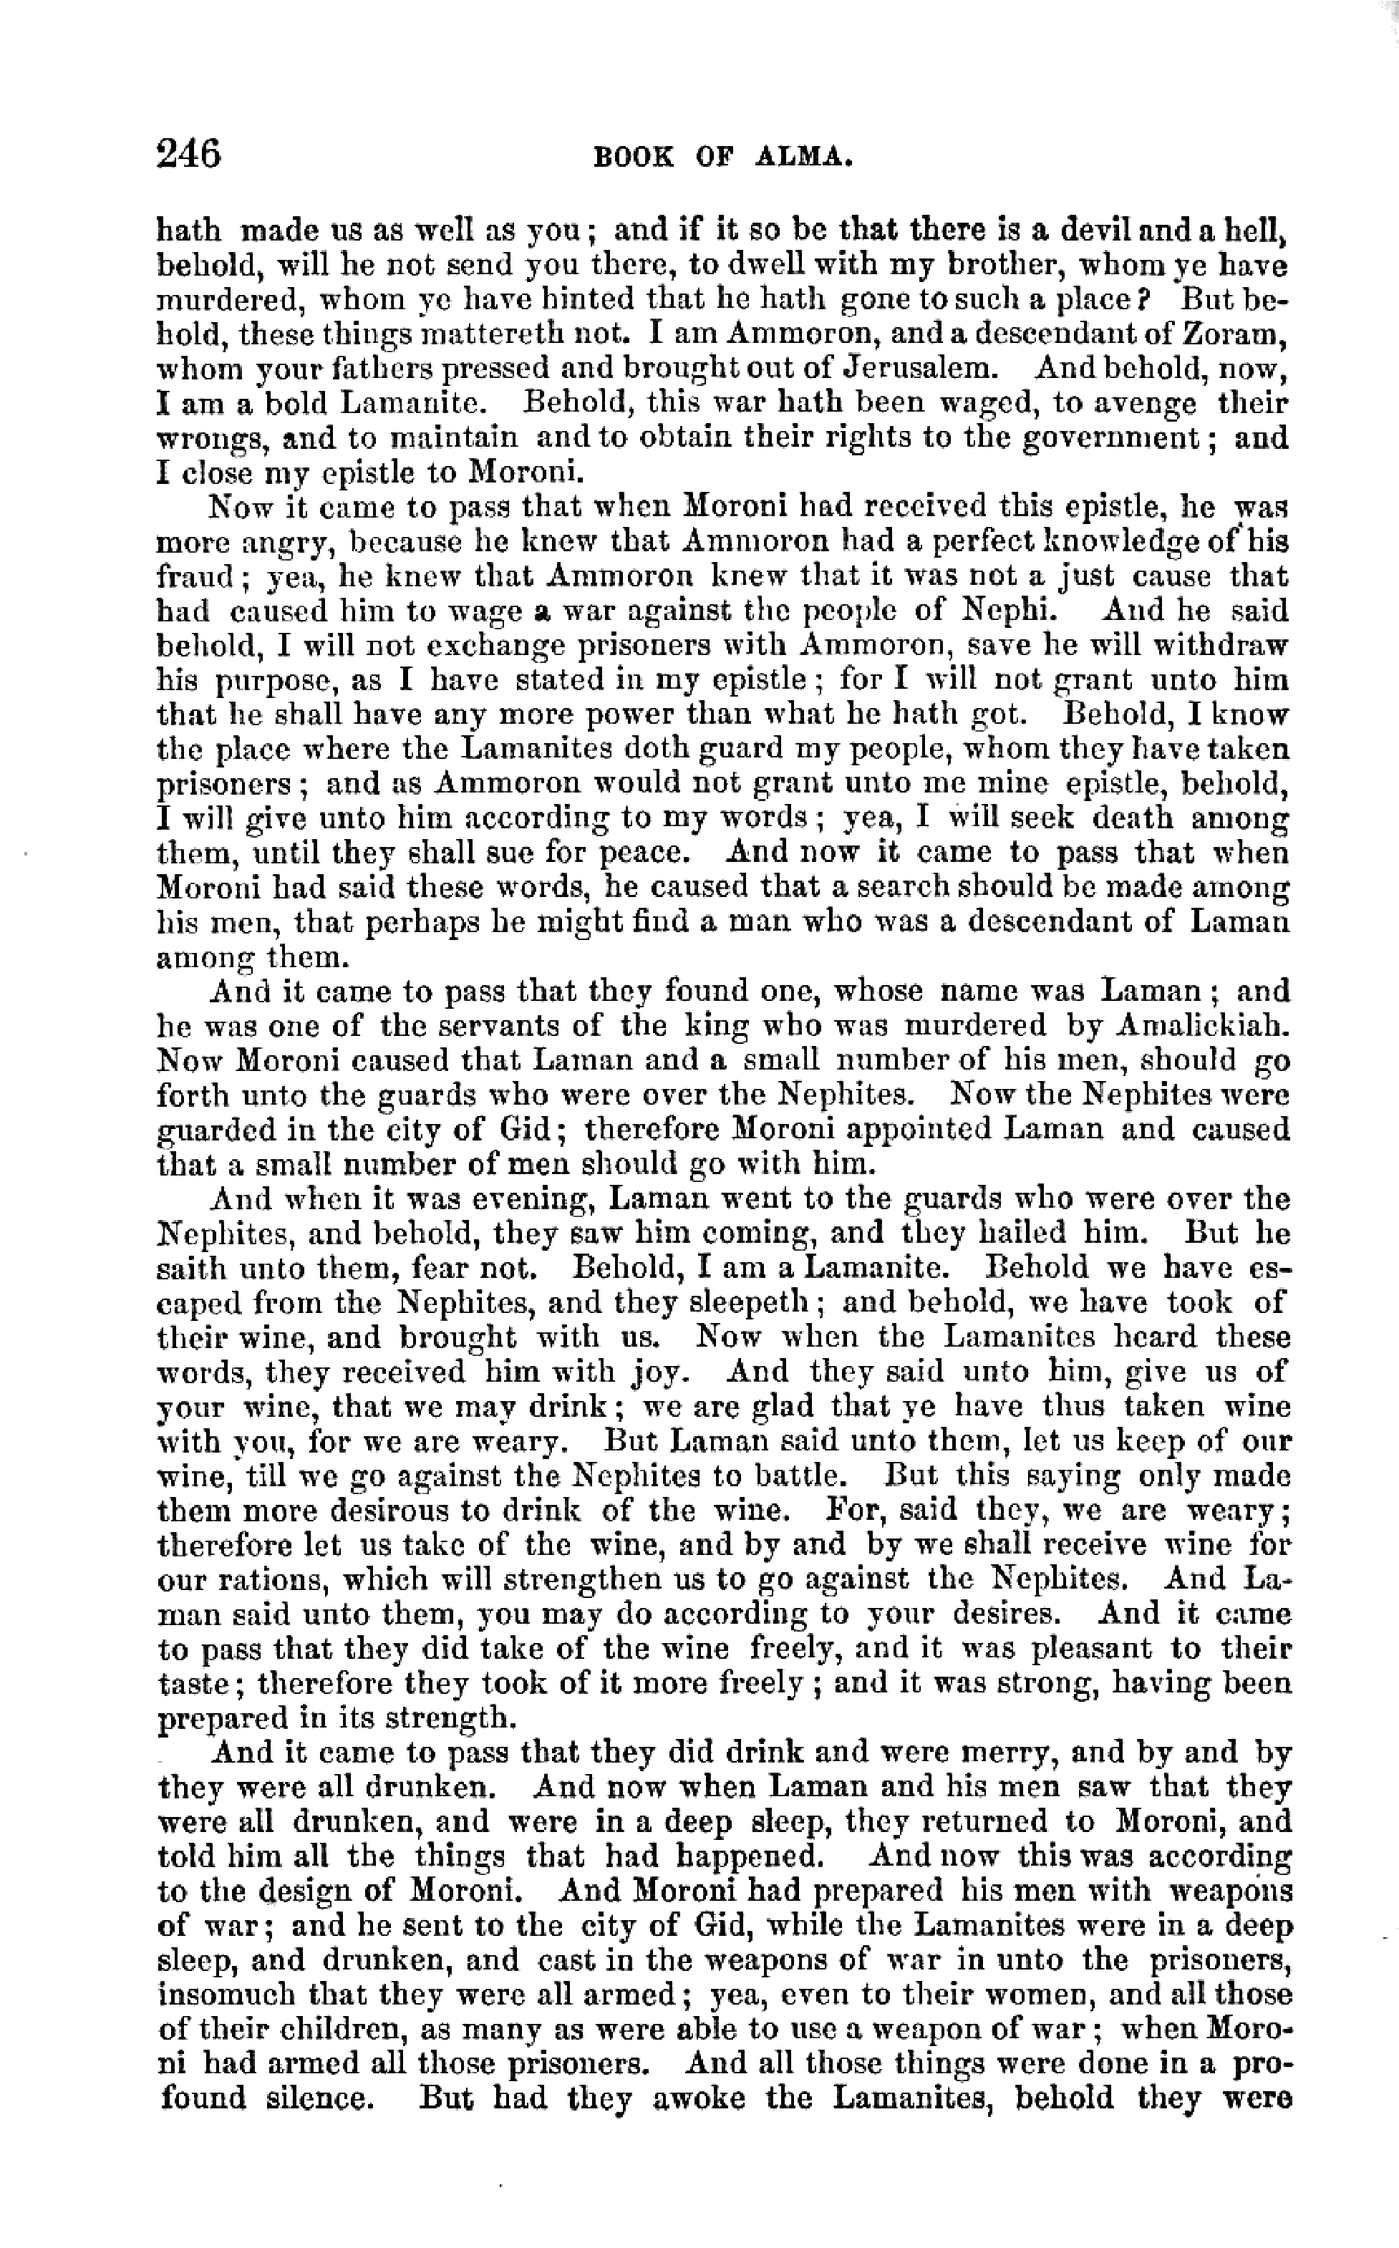 246 BOOK OF ALMA.
hath made us as well as you; and if it so be that there is a devil and a hell,
behold, will he not send you there, to dwell with my brother, whom ye have
murdered, whom ye have hinted that he hath gone to such a place? But be-
hold, these things mattereth not. I am Ammoron, and a descendant of Zoram,
whom your fathers pressed and brought out of Jerusalem. And behold, now,
I am a bold Lamanite. Behold, this war hath been waged, to avenge their
wrongs, and to maintain and to obtain their rights to the government; and
I close my epistle to Moroni.
Now it came to pass that when Moroni had received this epistle, he was
more angry, because he knew that Ammoron had a perfect knowledge of his
fraud; yea, he knew that Ammoron knew that it was not a just cause that
had caused him to wage a war against the people of Nephi. And he said
behold, I will not exchange prisoners with Ammoron, save he will withdraw
his purpose, as I have stated in my epistle; for I will not grant unto him
that he shall have any more power than what he hath got. Behold, I know
the place where the Lamanites doth guard my people, whom they have taken
prisoners; and as Ammoron would not grant unto me mine epistle, behold,
I will give unto him according to my words; yea, I will seek death among
them, until they shall sue for peace. And now it came to pass that when
Moroni had said these words, he caused that a search should be made among
his men, that perhaps he might find a man who was a descendant of Laman
among them.
And it came to pass that they found one, whose name was Laman; and
he was one of the servants of the king who was murdered by Amalickiah.
Now Moroni caused that Laman and a small number of his men, should go
forth unto the guards who were over the Nephites. Now the Nephites were
guarded in the city of Gid; therefore Moroni appointed Laman and caused
that a small number of men should go with him.
And when it was evening, Laman went to the guards who were over the
Nephites, and behold, they saw him coming, and they hailed him. But he
saith unto them, fear not. Behold, I am a Lamanite. Behold we have es-
caped from the Nephites, and they sleepeth; and behold, we have took of
their wine, and brought with us. Now when the Lamanites heard these
words, they received him with joy. And they said unto him, give us of
your wine, that we may drink; we are glad that ye have thus taken wine
with you, for we are weary. But Laman said unto them, let us keep of our
wine, till we go against the Nephites to battle. But this saying only made
them more desirous to drink of the wine. For, said they, we are weary;
therefore let us take of the wine, and by and by we shall receive wine for
our rations, which will strengthen us to go against the Nephites. And La-
man said unto them, you may do according to your desires. And it came
to pass that they did take of the wine freely, and it was pleasant to their
taste; therefore they took of it more freely; and it was strong, having been
prepared in its strength.
And it came to pass that they did drink and were merry, and by and by
they were all drunken. And now when Laman and his men saw that they
were all drunken, and were in a deep sleep, they returned to Moroni, and
told him all the things that had happened. And now this was according
to the design of Moroni. And Moroni had prepared his men with weapons
of war; and he sent to the city of Gid, while the Lamanites were in a deep
sleep, and drunken, and cast in the weapons of war in unto the prisoners,
insomuch that they were all armed; yea, even to their women, and all those
of their children, as many as were able to use a weapon of war; when Moro-
ni had armed all those prisoners. And all those things were done in a pro-
found silence. But had they awoke the Lamanites, behold they were